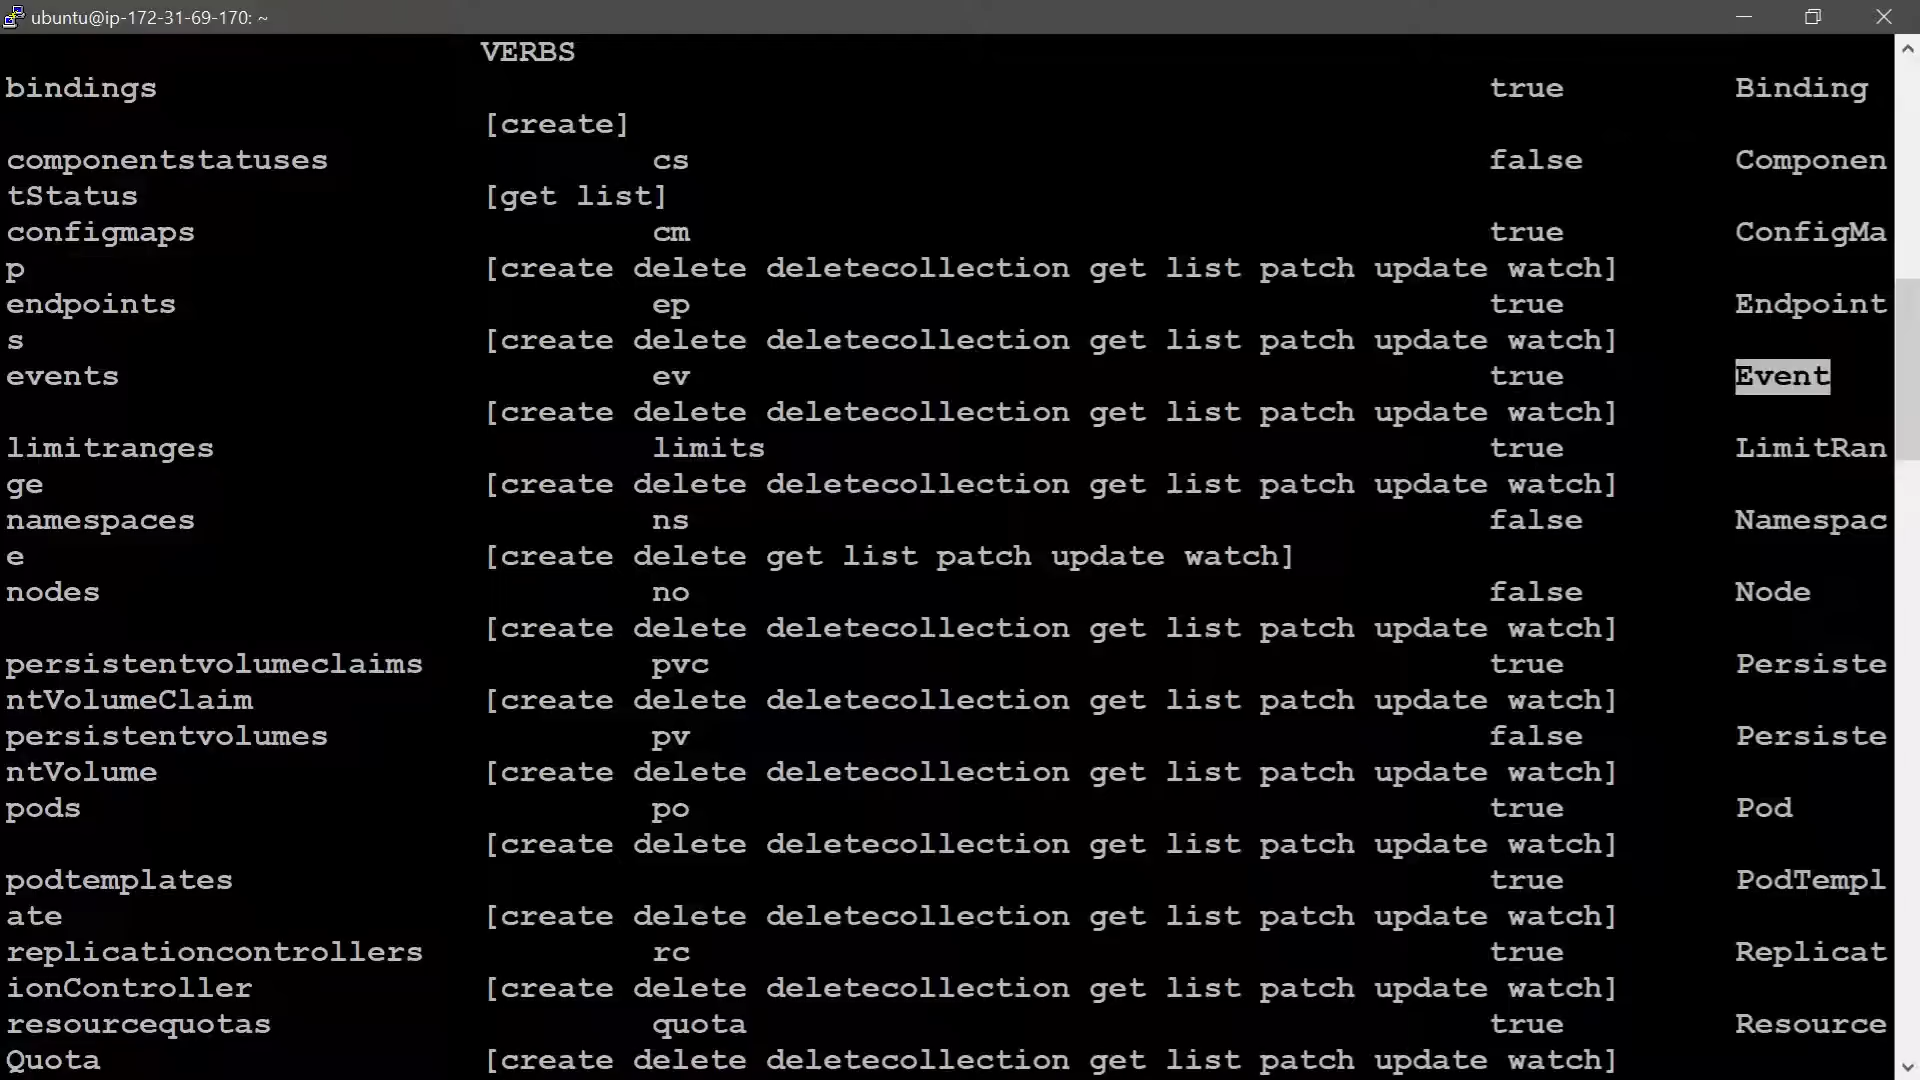 ubuntu@ip-172-31-69-170: ~
VERBS
bindings true Binding
[create]
componentstatuses cs false Componen
tStatus [get list]
configmaps cm true ConfigMa
p [create delete deletecollection get list patch update watch]
endpoints ep true Endpoint
s [create delete deletecollection get list patch update watch]
events ev true Event
[create delete deletecollection get list patch update watch]
limitranges limits true LimitRan
ge [create delete deletecollection get list patch update watch]
namespaces ns false Namespac
e [create delete get list patch update watch]
nodes no false Node
[create delete deletecollection get list patch update watch]
persistentvolumeclaims pvc true Persiste
ntVolumeClaim [create delete deletecollection get list patch update watch]
persistentvolumes pv false Persiste
ntVolume [create delete deletecollection get list patch update watch]
pods po true Pod
[create delete deletecollection get list patch update watch]
podtemplates true PodTempl
ate [create delete deletecollection get list patch update watch]
replicationcontrollers rc true Replicat
ionController [create delete deletecollection get list patch update watch]
resourcequotas quota true Resource
Quota [create delete deletecollection get list patch update watch]